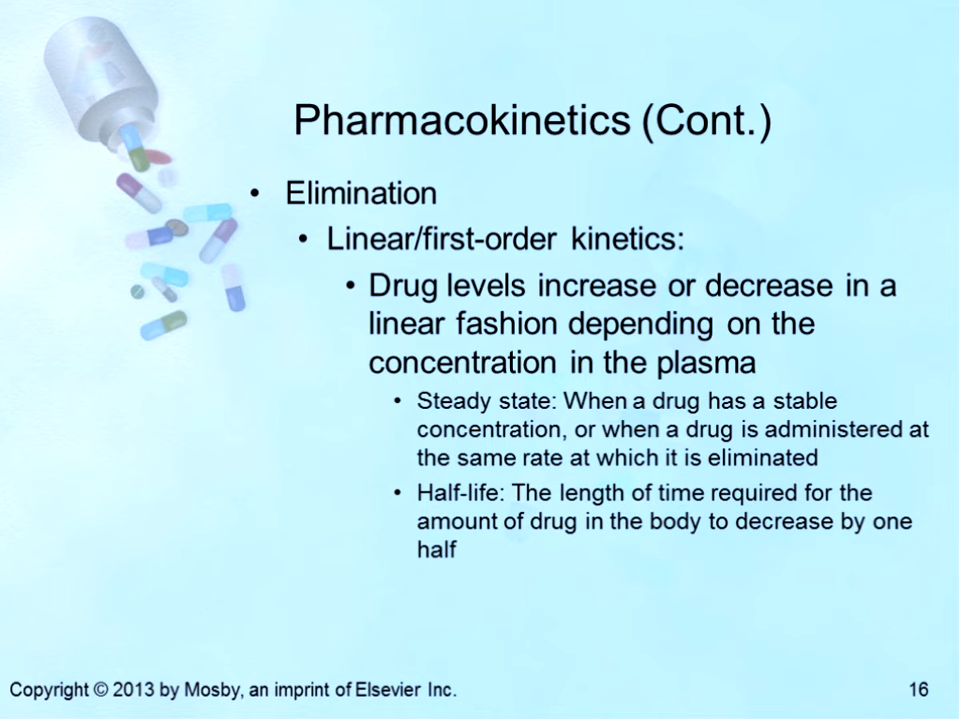 Pharmacokinetics (Cont.)
• Elimination
• Linear/first-order kinetics:
• Drug levels increase or decrease in a
linear fashion depending on the
concentration in the plasma
• Steady state: When a drug has a stable
concentration, or when a drug is administered at
the same rate at which it is eliminated
• Half-life: The length of time required for the
amount of drug in the body to decrease by one
half
Copyright © 2013 by Mosby, an imprint of Elsevier Inc.
16